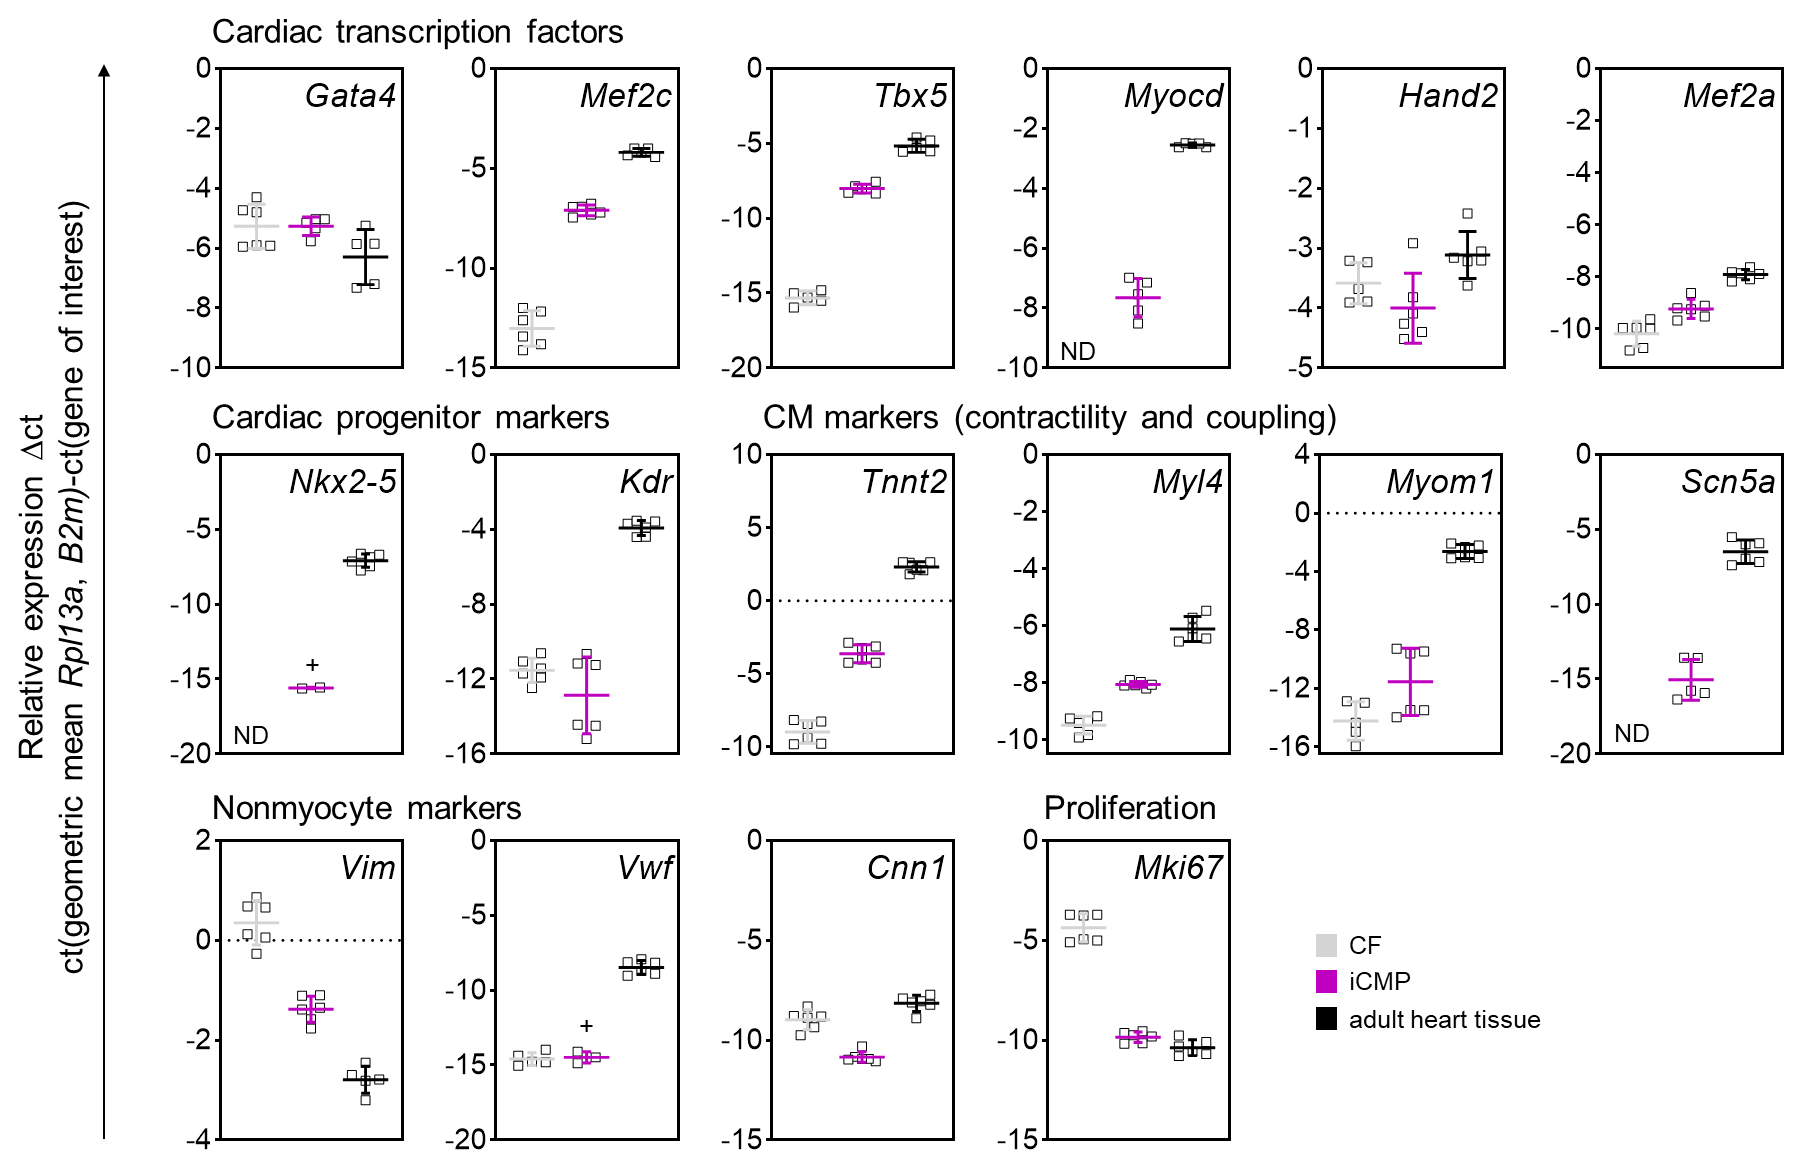 Cardiac transcription factors
Relative expression Δct
ct(geometric mean Rpl13a, B2m)-ct(gene of interest)
Gata4
0
-2
-4
-6
-8
-10
Mef2c
0
-5
-10
-15
Tbx5
0
-5
-10
-15
-20
Myocd
0
-2
-4
-6
-8
-10
ND
Hand2
0
-1
-2
-3
-4
-5
Mef2a
0
-2
-4
-6
-8
-10
Cardiac progenitor markers
CM markers (contractility and coupling)
Nkx2-5
0
-5
-10
-15
-20
+
ND
Kdr
0
-4
-8
-12
-16
Tnnt2
10
5
0
-5
-10
Myl4
0
-2
-4
-6
-8
-10
Myom1
4
0
-4
-8
-12
-16
Scn5a
0
-5
-10
-15
-20
ND
Nonmyocyte markers
Proliferation
Vim
2
0
-2
-4
Vwf
0
-5
-10
-15
-20
+
Cnn1
0
-5
-10
-15
Mki67
0
-5
-10
-15
CF
iCMP
adult heart tissue